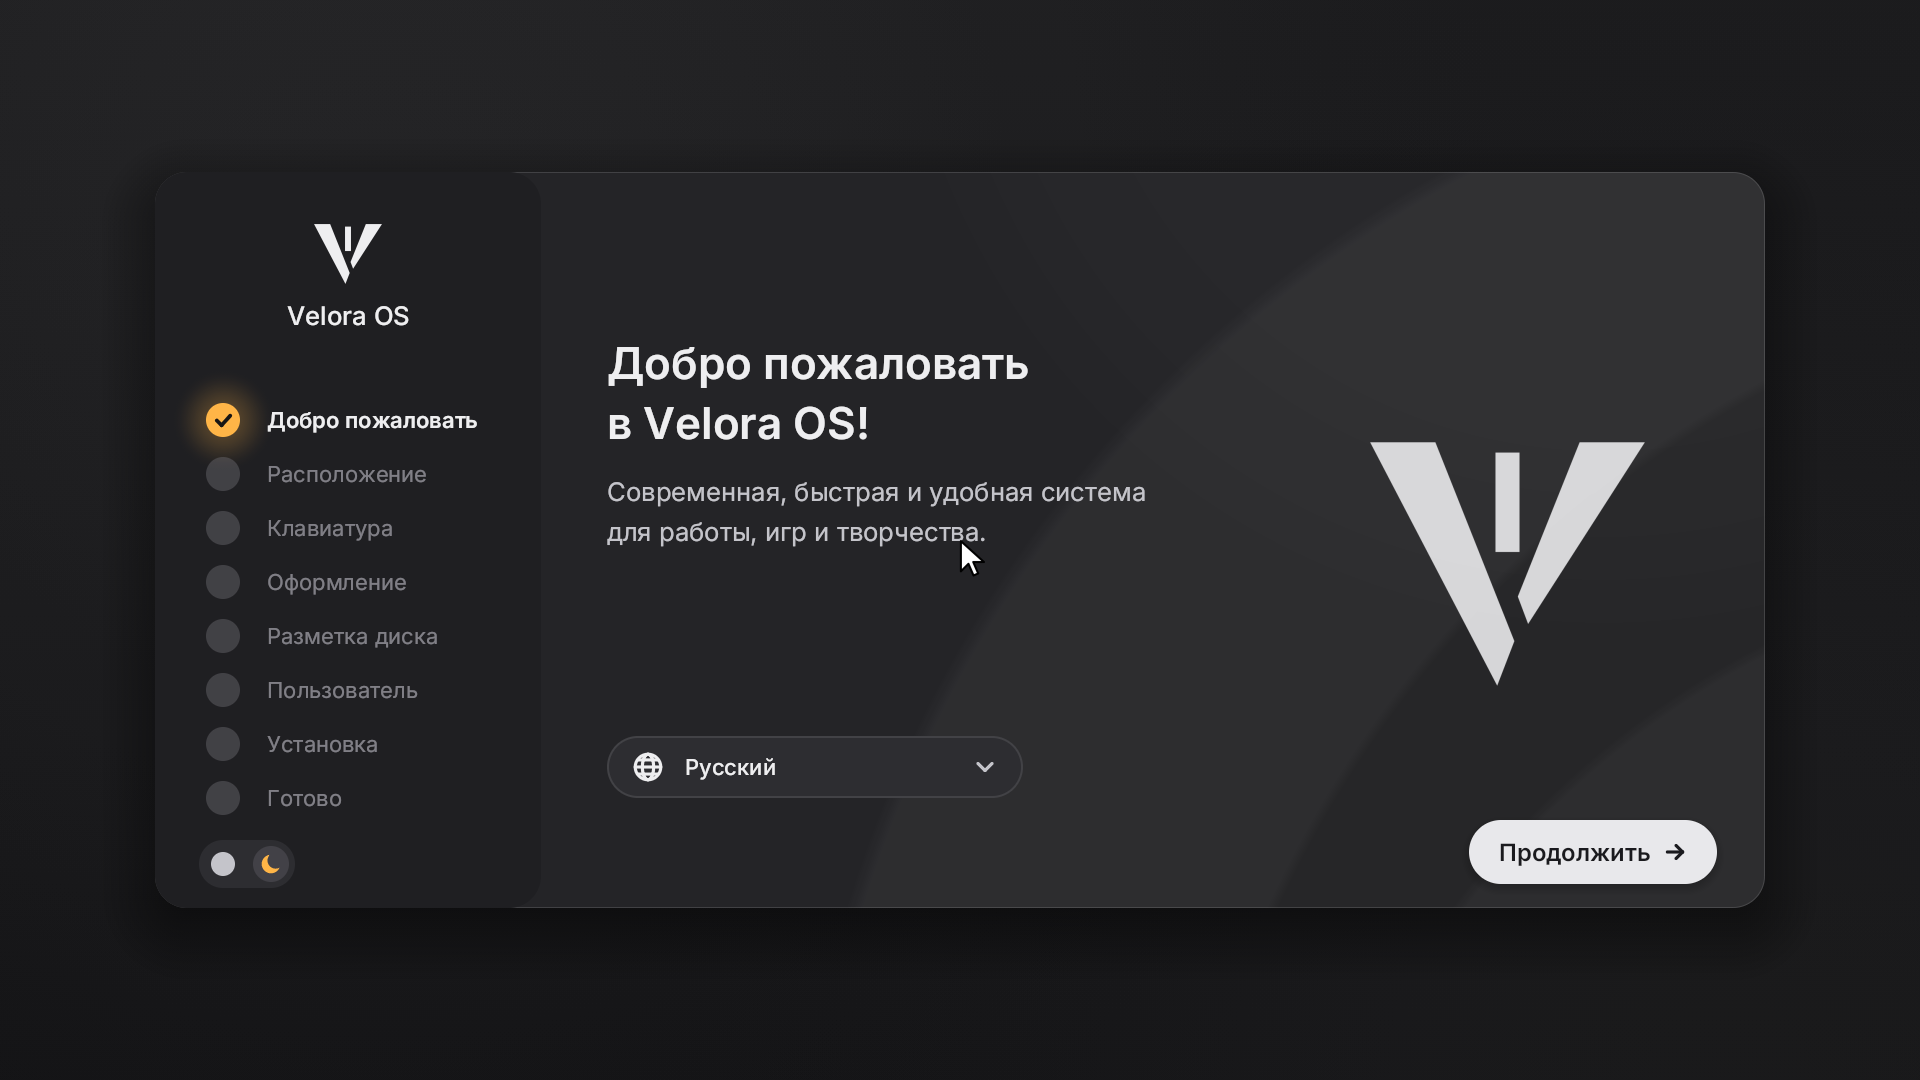 Velora OS
Добро пожаловать
Расположение
Клавиатура
Оформление
Разметка диска
Пользователь
Установка
Готово
Добро пожаловать
в Velora OS!
Современная, быстрая и удобная система
для работы, игр и творчества.
Русский
Продолжить